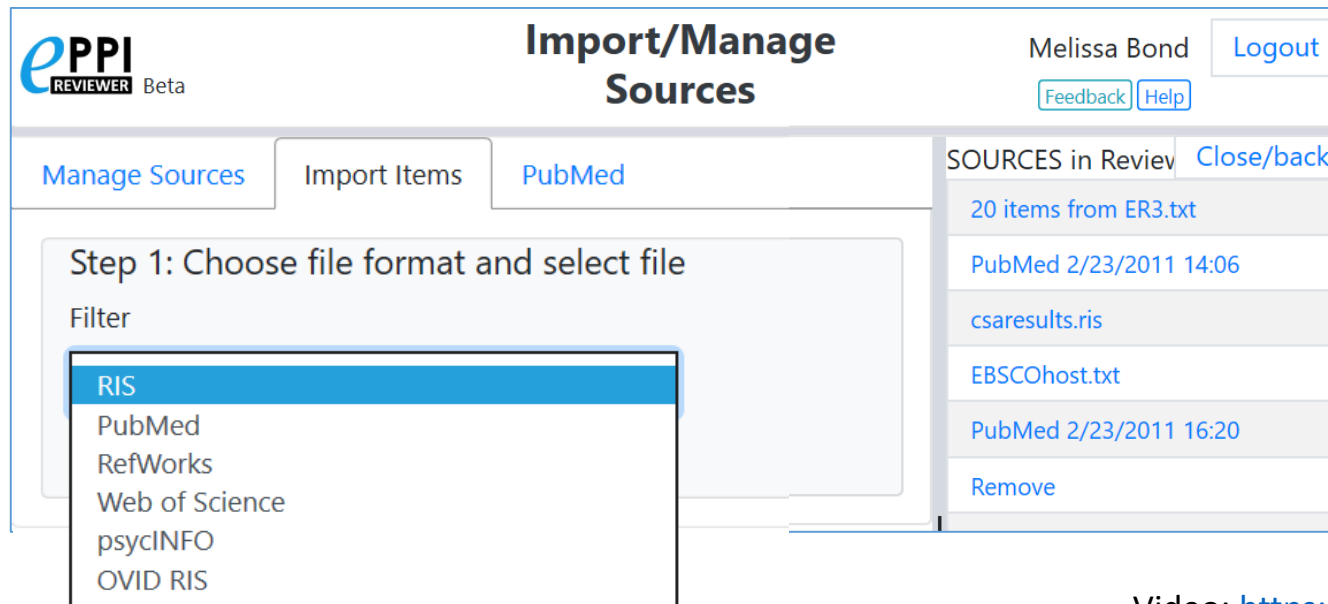 ePPI
REVIEWER Beta
Import/Manage
Sources
Melissa Bond
Logout
Feedback Help
Manage Sources
Import Items
PubMed
Step 1: Choose file format and select file
Filter
RIS
PubMed
RefWorks
Web of Science
psycINFO
OVID RIS
SOURCES in Review
Close/back
20 items from ER3.txt
PubMed 2/23/2011 14:06
csaresults.ris
EBSCOhost.txt
PubMed 2/23/2011 16:20
Remove
Video: https: